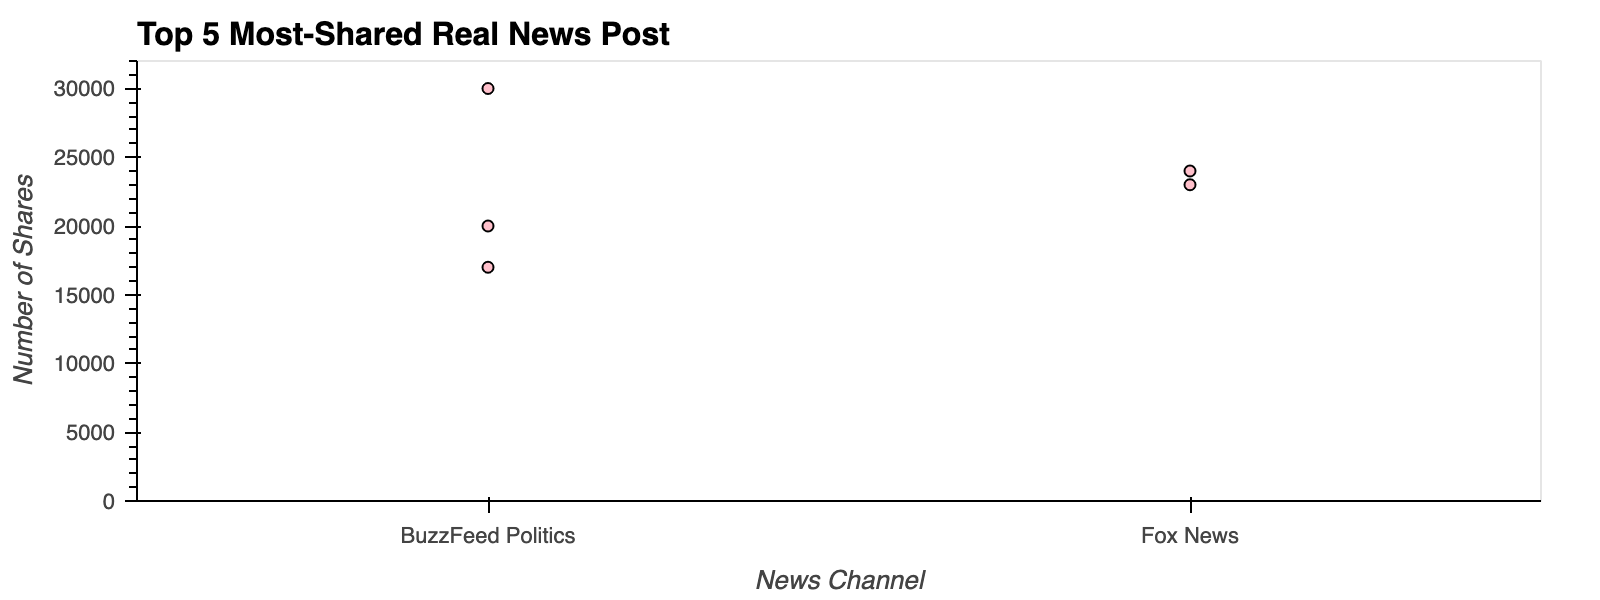 Top 5 Most-Shared Real News Post
30000
25000
20000
15000
10000
5000
0
Number of Shares
BuzzFeed Politics
Fox News
News Channel